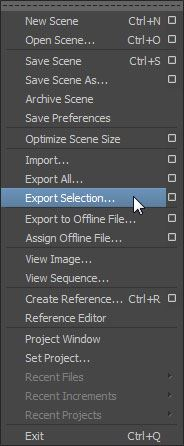 New Scene Ctrl+N
Open Scene... Ctrl+O
Save Scene Ctrl+S
Save Scene As...
Archive Scene
Save Preferences
Optimize Scene Size
Import...
Export All...
Export Selection...
Export to Offline File...
Assign Offline File...
View Image...
View Sequence...
Create Reference... Ctrl+R
Reference Editor
Project Window
Set Project...
Recent Files
Recent Increments
Recent Projects
Exit Ctrl+Q